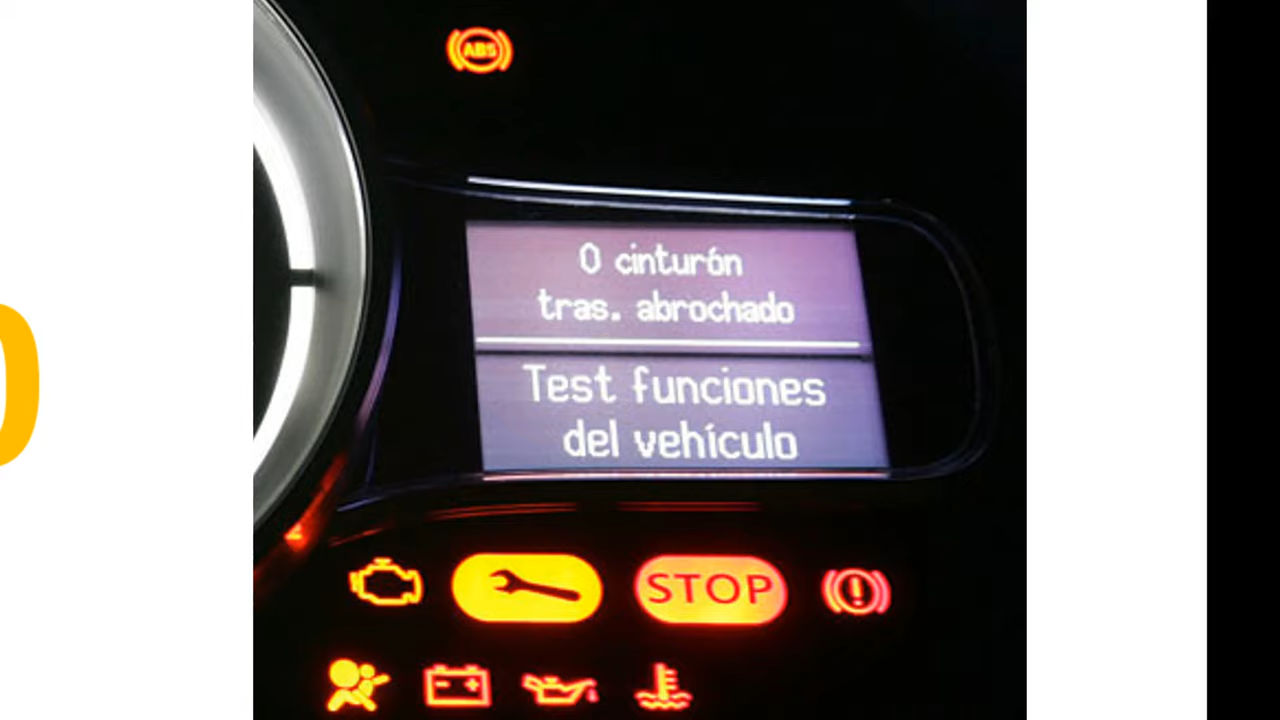 ABS
0 cinturón
tras. abrochado
Test funciones
del vehículo
STOP